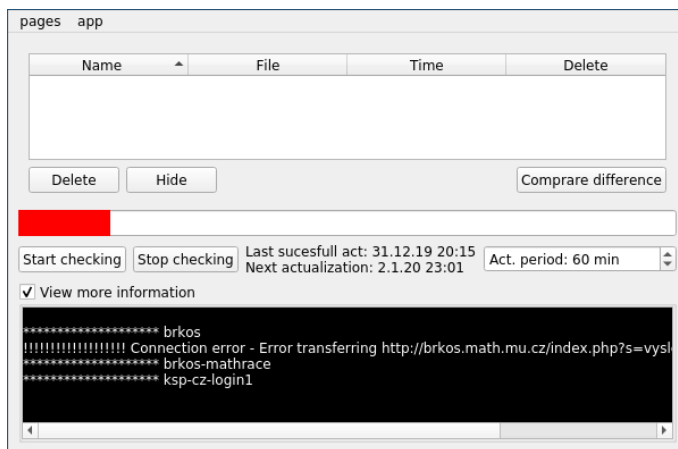 pages app
Name File Time Delete
Delete Hide Comprare difference
Start checking Stop checking Last sucesfull act: 31.12.19 20:15 Act. period: 60 min
Next actualization: 2.1.20 23:01
View more information
******************** brkos
!!!!!!!!!!!!!!!!!!! Connection error - Error transferring http://brkos.math.mu.cz/index.php?s=vysl
******************** brkos-mathrace
******************** ksp-cz-login1